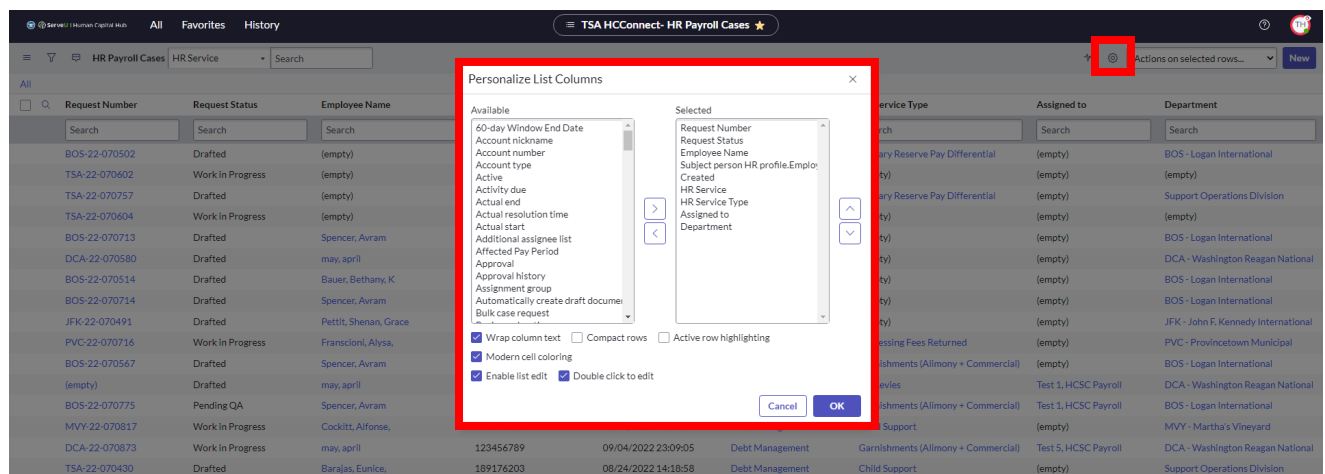 ServeU | Human Capital Hub All Favorites History TSA HCConnect- HR Payroll Cases TH
HR Payroll Cases HR Service Search Actions on selected rows... New
All
Personalize List Columns
Available Selected
60-day Window End Date
Account nickname
Account number
Account type
Active
Activity due
Actual end
Actual resolution time
Actual start
Additional assignee list
Affected Pay Period
Approval
Approval history
Assignment group
Automatically create draft documen
Bulk case request
Request Number
Request Status
Employee Name
Subject person HR profile.Employ
Created
HR Service
HR Service Type
Assigned to
Department
Wrap column text Compact rows Active row highlighting
Modern cell coloring
Enable list edit Double click to edit
Cancel OK
Request Number Request Status Employee Name Service Type Assigned to Department
Search Search Search rch Search Search
BOS-22-070502 Drafted (empty) ary Reserve Pay Differential (empty) BOS - Logan International
TSA-22-070602 Work in Progress (empty) ty) (empty) (empty)
TSA-22-070757 Drafted (empty) ary Reserve Pay Differential (empty) Support Operations Division
TSA-22-070604 Work in Progress (empty) ty) (empty) (empty)
BOS-22-070713 Drafted Spencer, Avram ty) (empty) BOS - Logan International
DCA-22-070580 Drafted may, april ty) (empty) DCA - Washington Reagan National
BOS-22-070514 Drafted Bauer, Bethany, K ty) (empty) BOS - Logan International
BOS-22-070714 Drafted Spencer, Avram ty) (empty) BOS - Logan International
JFK-22-070491 Drafted Pettit, Shenan, Grace ty) (empty) JFK - John F. Kennedy International
PVC-22-070716 Work in Progress Franscioni, Alysa, essing Fees Returned (empty) PVC - Provincetown Municipal
BOS-22-070567 Drafted Spencer, Avram ishments (Alimony + Commercial) (empty) BOS - Logan International
(empty) Drafted may, april evies Test 1, HCSC Payroll DCA - Washington Reagan National
BOS-22-070775 Pending QA Spencer, Avram ishments (Alimony + Commercial) Test 1, HCSC Payroll BOS - Logan International
MVY-22-070817 Work in Progress Cockitt, Alfonse, Support (empty) MVY - Martha's Vineyard
DCA-22-070873 Work in Progress may, april 123456789 09/04/2022 23:09:05 Debt Management Garnishments (Alimony + Commercial) Test 5, HCSC Payroll DCA - Washington Reagan National
TSA-22-070430 Drafted Barajas, Eunice, 189176203 08/24/2022 14:18:58 Debt Management Child Support (empty) Support Operations Division